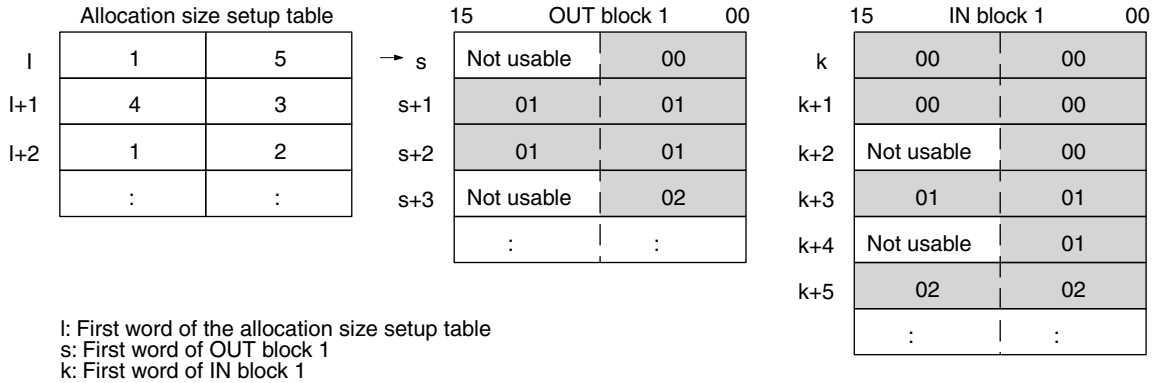 Allocation size setup table
l 1 5
l+1 4 3
l+2 1 2
: :
15 OUT block 1 00
→ s Not usable 00
s+1 01 01
s+2 01 01
s+3 Not usable 02
: :
15 IN block 1 00
k 00 00
k+1 00 00
k+2 Not usable 00
k+3 01 01
k+4 Not usable 01
k+5 02 02
: :
l: First word of the allocation size setup table
s: First word of OUT block 1
k: First word of IN block 1